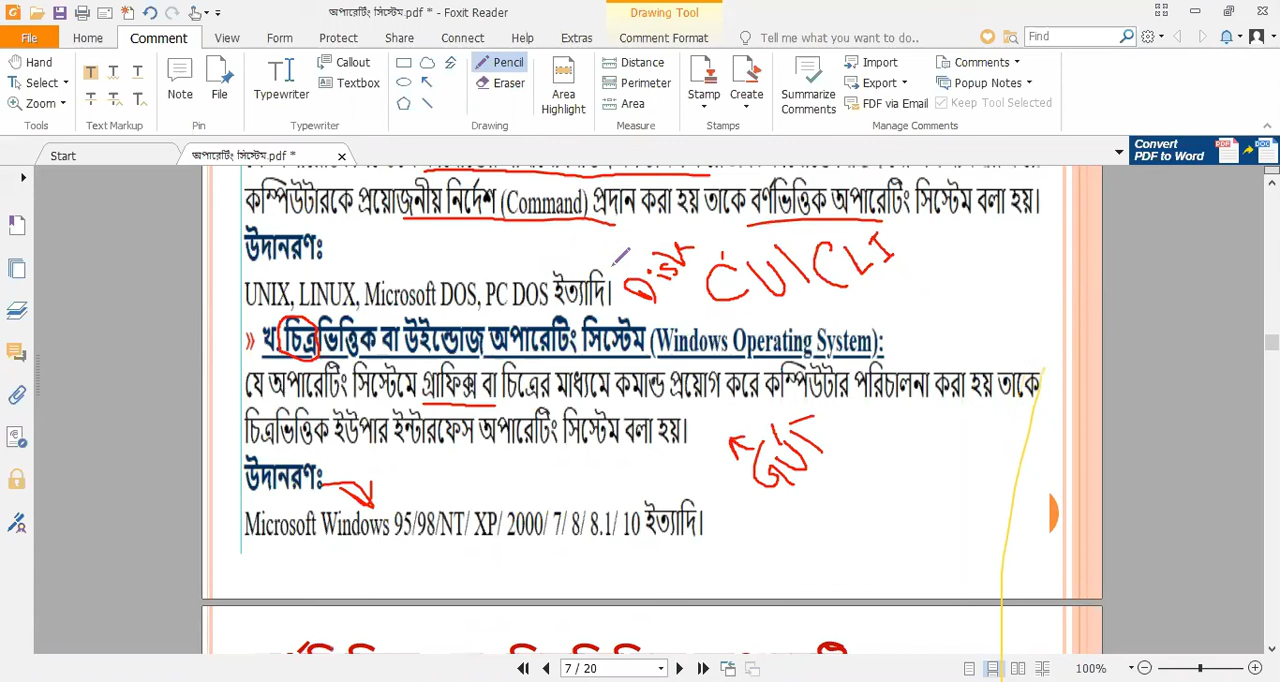 অপারেটিং সিস্টেম.pdf * - Foxit Reader
Drawing Tool
File Home Comment View Form Protect Share Connect Help Extras Comment Format Tell me what you want to do... Find
Hand
Select
Zoom
Tools
Text Markup
Note
File
Pin
Typewriter
Callout
Textbox
Typewriter
Pencil
Eraser
Drawing
Area Highlight
Distance
Perimeter
Area
Measure
Stamp
Create
Stamps
Summarize Comments
Import
Export
FDF via Email
Comments
Popup Notes
Keep Tool Selected
Manage Comments
Start
অপারেটিং সিস্টেম.pdf *
Convert PDF to Word
কম্পিউটারকে প্রয়োজনীয় নির্দেশ (Command) প্রদান করা হয় তাকে বর্ণভিত্তিক অপারেটিং সিস্টেম বলা হয়।
উদানরণঃ
Disk CUI CLI
UNIX, LINUX, Microsoft DOS, PC DOS ইত্যাদি।
» খ. চিত্রভিত্তিক বা উইন্ডোজ অপারেটিং সিস্টেম (Windows Operating System):
যে অপারেটিং সিস্টেমে গ্রাফিক্স বা চিত্রের মাধ্যমে কমান্ড প্রয়োগ করে কম্পিউটার পরিচালনা করা হয় তাকে
চিত্রভিত্তিক ইউপার ইন্টারফেস অপারেটিং সিস্টেম বলা হয়।
GUI
উদানরণঃ
Microsoft Windows 95/98/NT/ XP/ 2000/ 7/ 8/ 8.1/ 10 ইত্যাদি।
7 / 20
100%